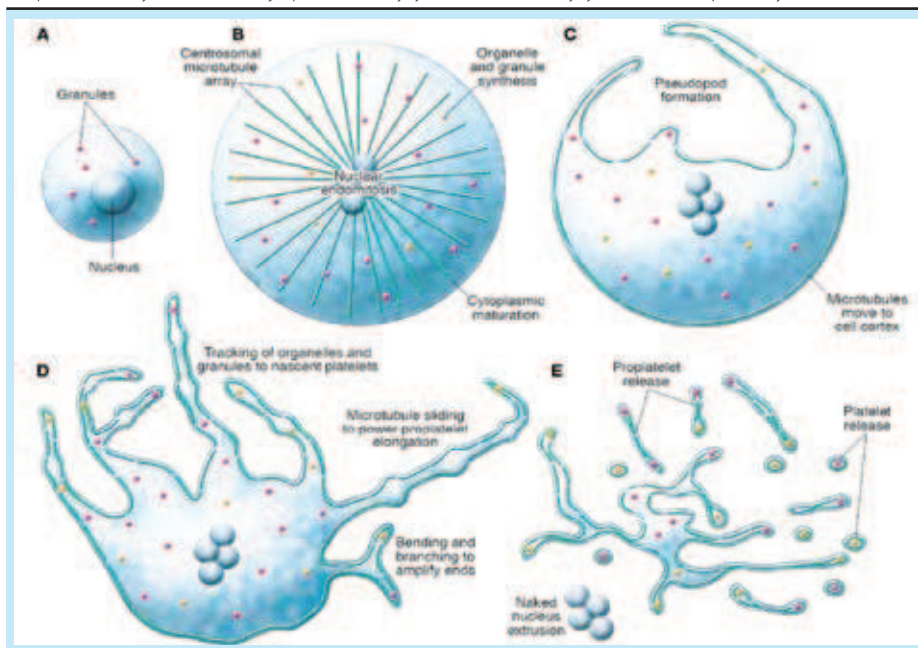 A
B
C
Centrosomal
microtubule
array
Organelle
and granule
synthesis
Granules
Pseudopod
formation
Nuclear
endomitosis
Nucleus
Cytoplasmic
maturation
Microtubules
move to
cell cortex
D
Tracking of organelles and
granules to nascent platelets
E
Proplatelet
release
Microtubule sliding
to power proplatelet
elongation
Platelet
release
Bending and
branching to
amplify ends
Naked
nucleus
extrusion